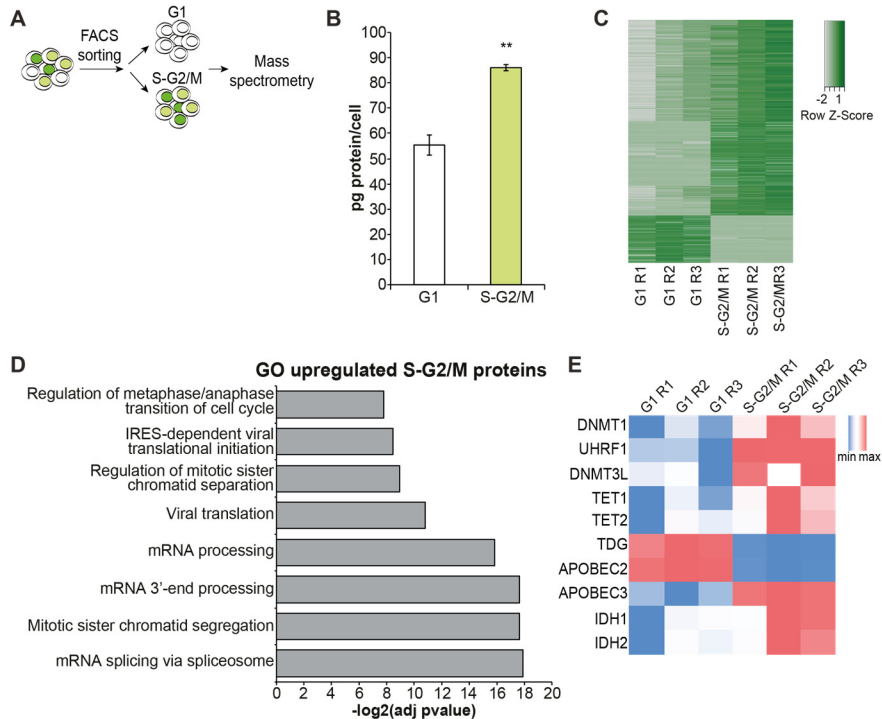 A
FACS
sorting
G1
S-G2/M
Mass
spectrometry
B
pg protein/cell
100
90
80
70
60
50
40
30
20
10
0
**
G1
S-G2/M
C
-2 1
Row Z-Score
G1 R1
G1 R2
G1 R3
S-G2/M R1
S-G2/M R2
S-G2/MR3
D
GO upregulated S-G2/M proteins
Regulation of metaphase/anaphase
transition of cell cycle
IRES-dependent viral
translational initiation
Regulation of mitotic sister
chromatid separation
Viral translation
mRNA processing
mRNA 3'-end processing
Mitotic sister chromatid segregation
mRNA splicing via spliceosome
0 2 4 6 8 10 12 14 16 18 20
-log2(adj pvalue)
E
G1 R1
G1 R2
G1 R3
S-G2/M R1
S-G2/M R2
S-G2/M R3
min max
DNMT1
UHRF1
DNMT3L
TET1
TET2
TDG
APOBEC2
APOBEC3
IDH1
IDH2